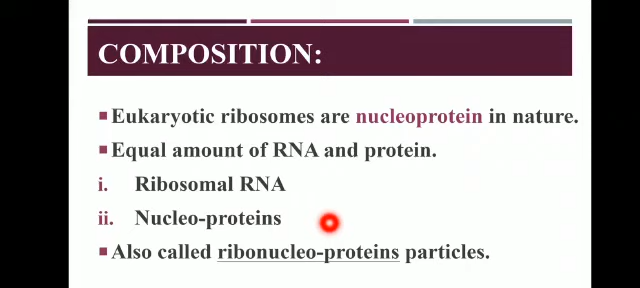 COMPOSITION:
Eukaryotic ribosomes are nucleoprotein in nature.
Equal amount of RNA and protein.
i. Ribosomal RNA
ii. Nucleo-proteins
Also called ribonucleo-proteins particles.